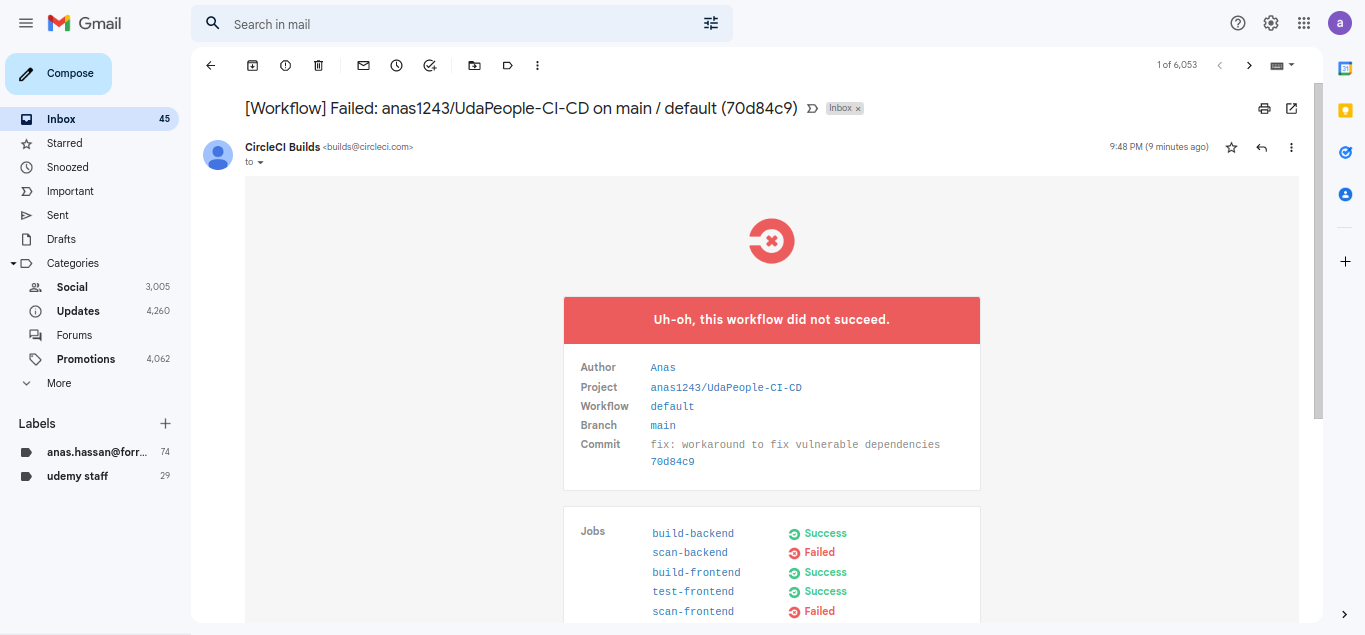 Gmail
Search in mail
a
Compose
1 of 6,053
[Workflow] Failed: anas1243/UdaPeople-CI-CD on main / default (70d84c9)
Inbox ×
Inbox 45
Starred
Snoozed
Important
Sent
Drafts
Categories
Social 3,005
Updates 4,260
Forums
Promotions 4,062
More
Labels
anas.hassan@forr... 74
udemy staff 29
CircleCI Builds <builds@circleci.com>
9:48 PM (9 minutes ago)
to
Uh-oh, this workflow did not succeed.
Author Anas
Project anas1243/UdaPeople-CI-CD
Workflow default
Branch main
Commit fix: workaround to fix vulnerable dependencies
70d84c9
Jobs build-backend Success
scan-backend Failed
build-frontend Success
test-frontend Success
scan-frontend Failed